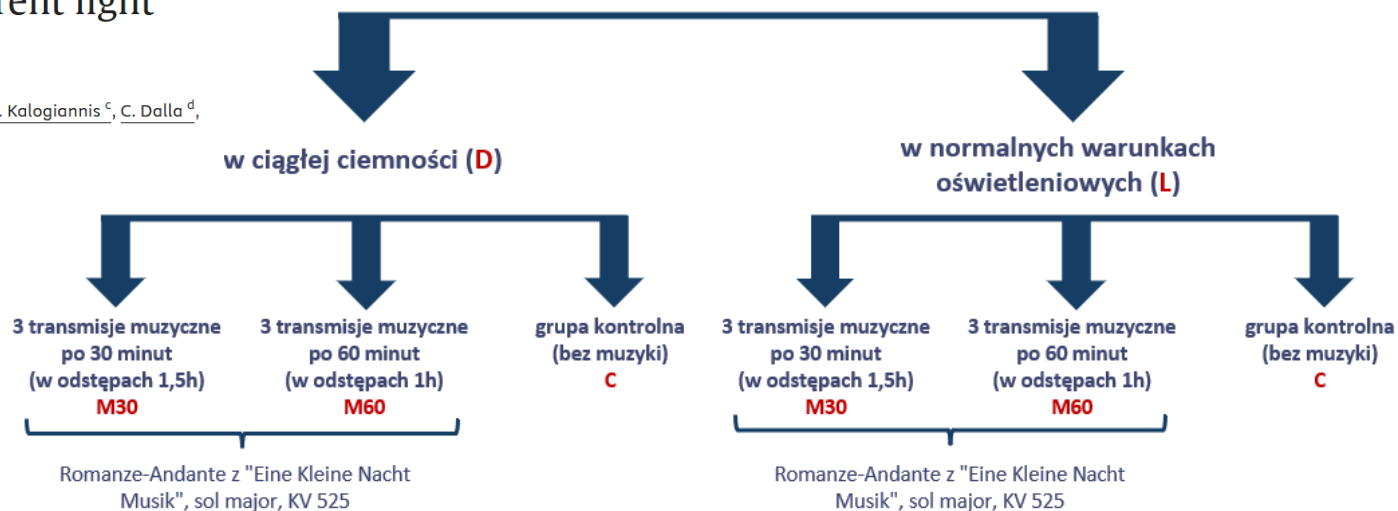 rent light
. Kalogiannis c, C. Dalla d,
w ciągłej ciemności (D)
w normalnych warunkach
oświetleniowych (L)
3 transmisje muzyczne
po 30 minut
(w odstępach 1,5h)
M30
3 transmisje muzyczne
po 60 minut
(w odstępach 1h)
M60
grupa kontrolna
(bez muzyki)
C
3 transmisje muzyczne
po 30 minut
(w odstępach 1,5h)
M30
3 transmisje muzyczne
po 60 minut
(w odstępach 1h)
M60
grupa kontrolna
(bez muzyki)
C
Romanze-Andante z "Eine Kleine Nacht
Musik", sol major, KV 525
Romanze-Andante z "Eine Kleine Nacht
Musik", sol major, KV 525